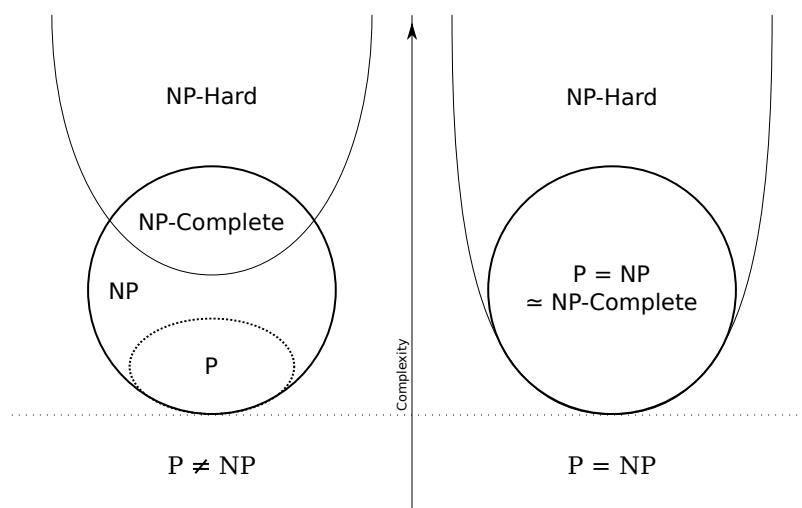 NP-Hard
NP-Complete
NP
P
P ≠ NP
Complexity
NP-Hard
P = NP
≃ NP-Complete
P = NP